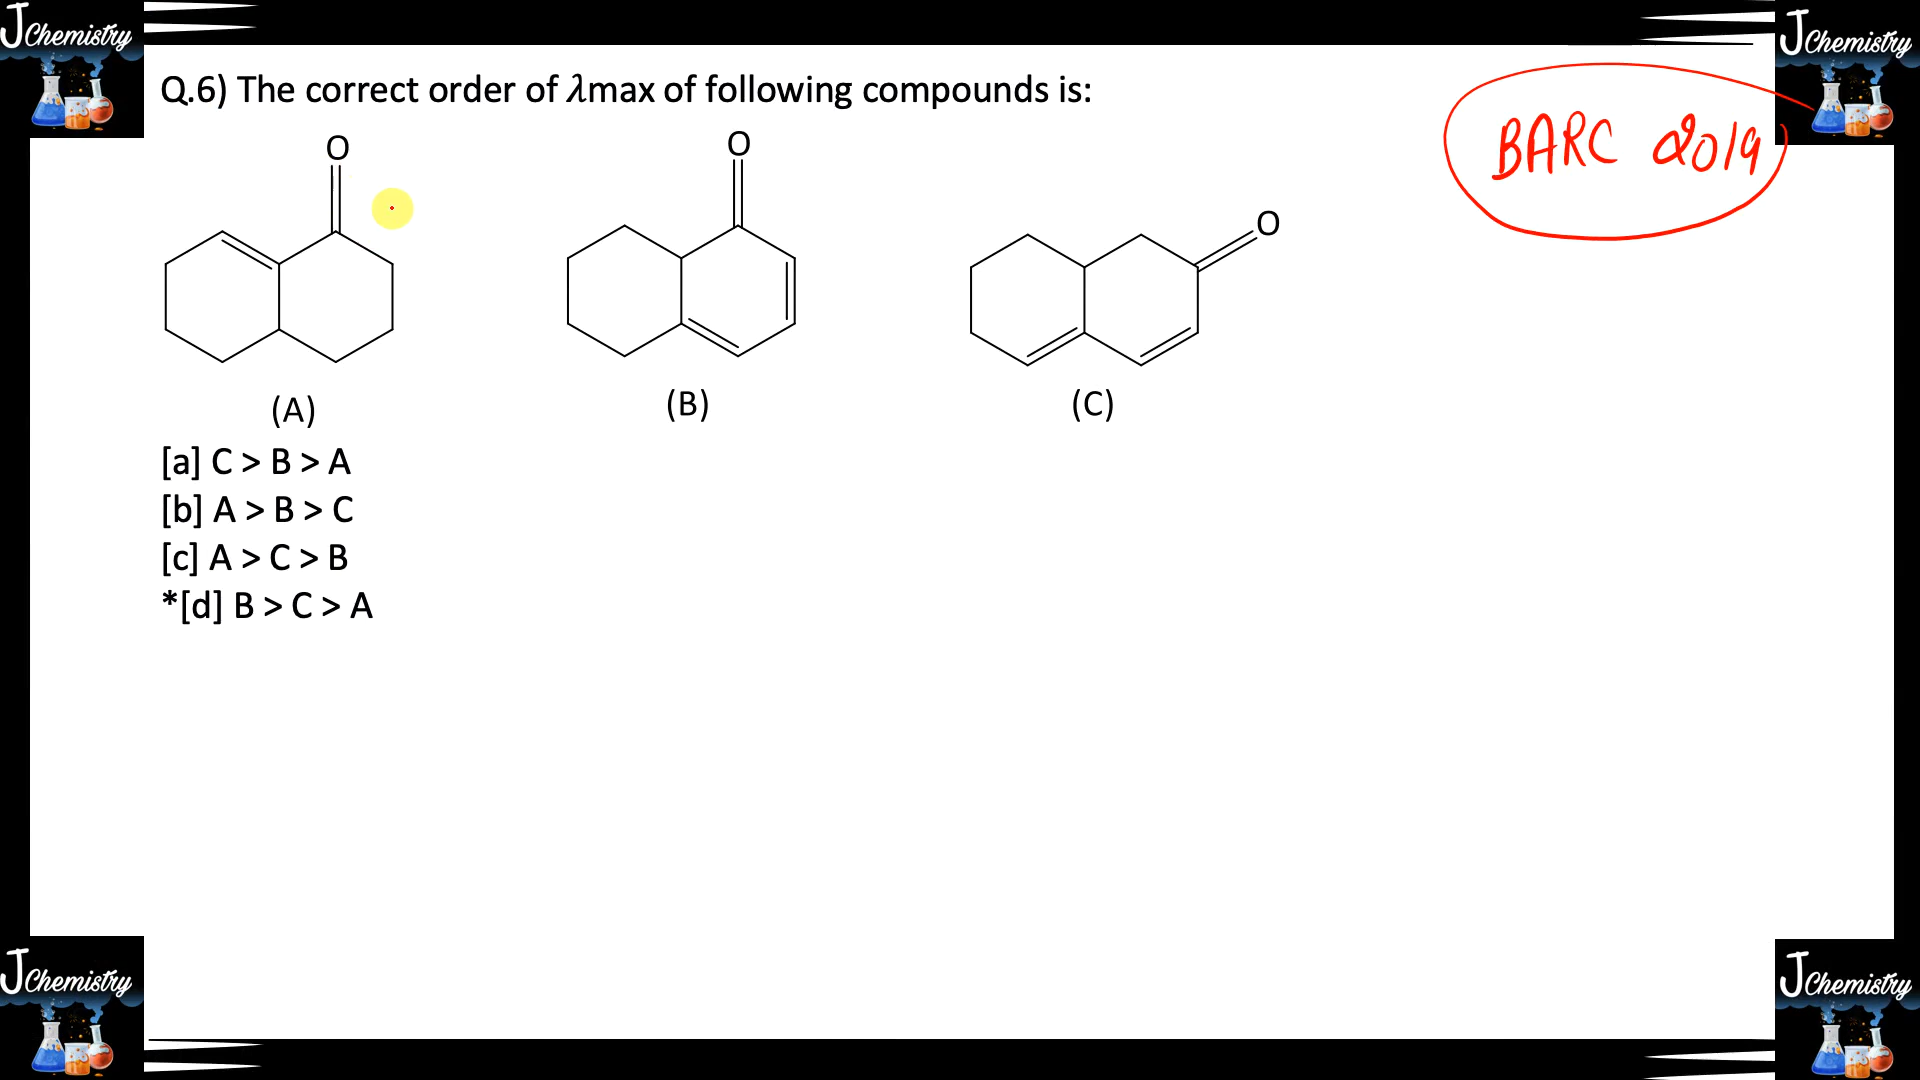 JChemistry
JChemistry
Q.6) The correct order of λmax of following compounds is:
BARC 2019
O
O
O
(A)
(B)
(C)
[a] C > B > A
[b] A > B > C
[c] A > C > B
*[d] B > C > A
JChemistry
JChemistry